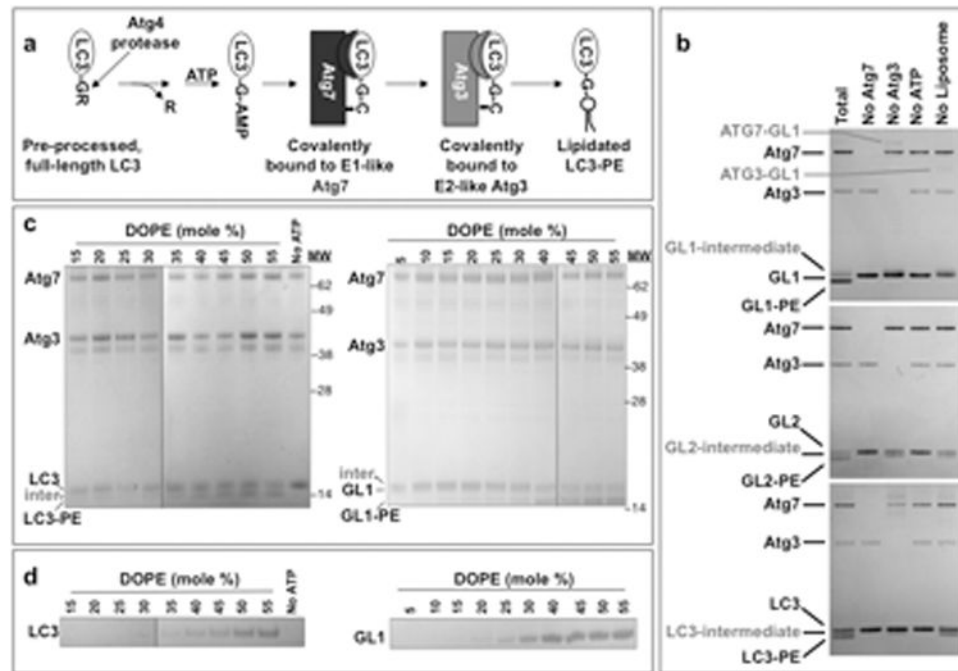 a
Atg4
protease
LC3
-GR
R
ATP
LC3
-G-AMP
Atg7
LC3
-G-C
Atg3
LC3
-G-C
LC3
-G-
Pre-processed,
full-length LC3
Covalently
bound to E1-like
Atg7
Covalently
bound to
E2-like Atg3
Lipidated
LC3-PE
b
Total
No Atg7
No Atg3
No ATP
No Liposome
ATG7-GL1
Atg7
ATG3-GL1
Atg3
GL1-intermediate
GL1
GL1-PE
Atg7
Atg3
GL2
GL2-intermediate
GL2-PE
Atg7
Atg3
LC3
LC3-intermediate
LC3-PE
c
DOPE (mole %)
15 20 25 30 35 40 45 50 55 No ATP MW
Atg7
62
49
Atg3
38
28
LC3
inter
14
LC3-PE
DOPE (mole %)
5 10 15 20 25 30 40 45 50 55 MW
Atg7
62
49
Atg3
38
28
inter
GL1
GL1-PE
14
d
DOPE (mole %)
15 20 25 30 35 40 45 50 55 No ATP
LC3
DOPE (mole %)
5 10 15 20 25 30 40 45 50 55
GL1